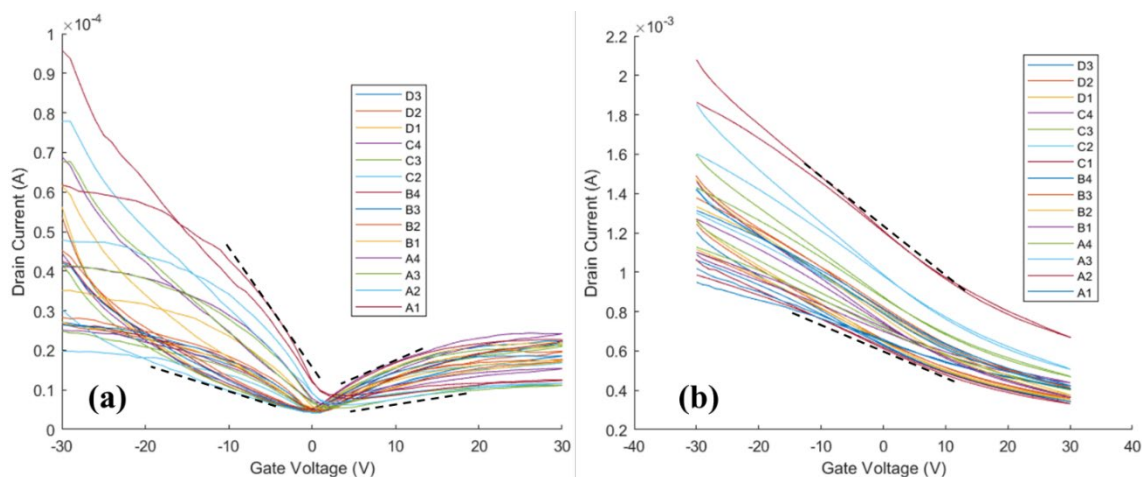 ×10⁻⁴
1
0.9
0.8
0.7
0.6
0.5
0.4
0.3
0.2
0.1
0
Drain Current (A)
-30 -20 -10 0 10 20 30
Gate Voltage (V)
D3
D2
D1
C4
C3
C2
B4
B3
B2
B1
A4
A3
A2
A1
(a)
×10⁻³
2.2
2
1.8
1.6
1.4
1.2
1
0.8
0.6
0.4
0.2
Drain Current (A)
-40 -30 -20 -10 0 10 20 30 40
Gate Voltage (V)
D3
D2
D1
C4
C3
C2
C1
B4
B3
B2
B1
A4
A3
A2
A1
(b)